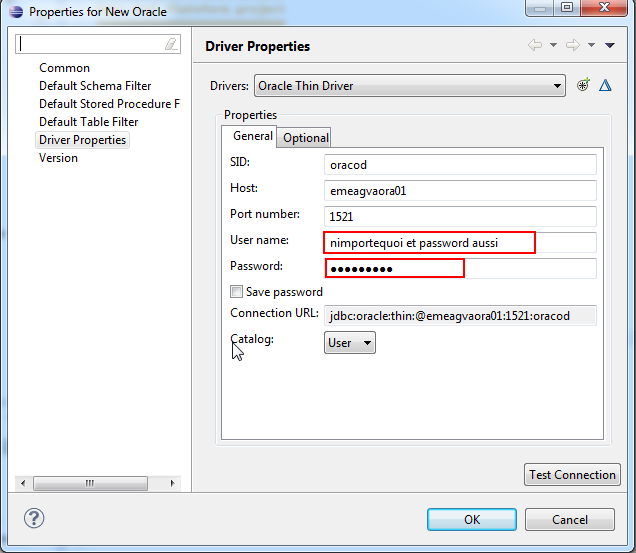 Properties for New Oracle
Common
Default Schema Filter
Default Stored Procedure F
Default Table Filter
Driver Properties
Version
Driver Properties
Drivers: Oracle Thin Driver
Properties
General Optional
SID: oracod
Host: emeagvaora01
Port number: 1521
User name: nimportequoi et password aussi
Password: ●●●●●●●●●
Save password
Connection URL: jdbc:oracle:thin:@emeagvaora01:1521:oracod
Catalog: User
Test Connection
? OK Cancel